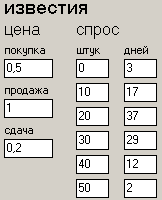 известия
цена спрос
покупка штук дней
0,5 0 3
продажа 10 17
1 20 37
сдача 30 29
0,2 40 12
50 2